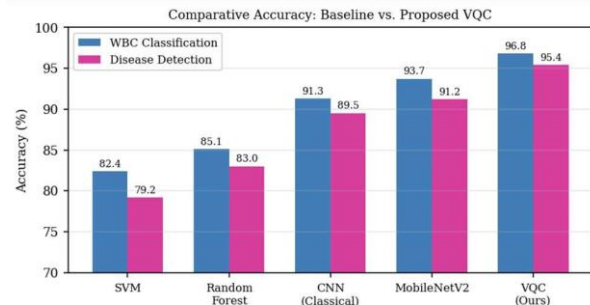 Comparative Accuracy: Baseline vs. Proposed VQC
100
95
90
85
80
75
70
Accuracy (%)
WBC Classification
Disease Detection
82.4
79.2
85.1
83.0
91.3
89.5
93.7
91.2
96.8
95.4
SVM
Random
Forest
CNN
(Classical)
MobileNetV2
VQC
(Ours)